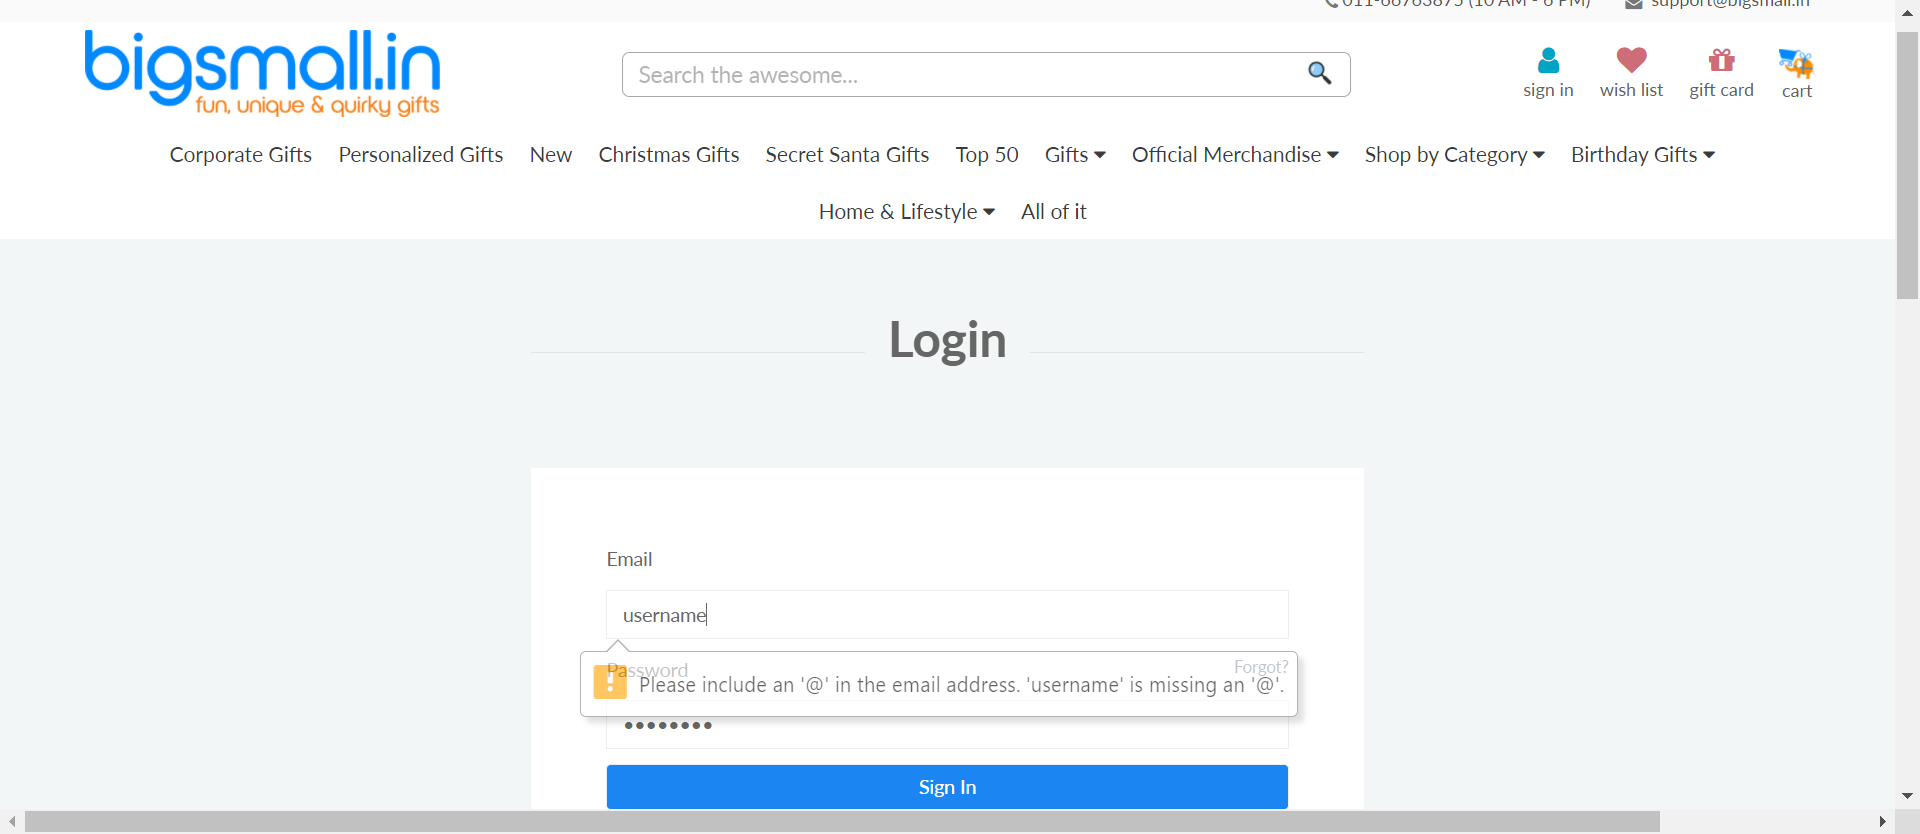 011-66763875 (10 AM - 6 PM) support@bigsmall.in
bigsmall.in
fun, unique & quirky gifts
Search the awesome...
sign in wish list gift card cart
Corporate Gifts Personalized Gifts New Christmas Gifts Secret Santa Gifts Top 50 Gifts Official Merchandise Shop by Category Birthday Gifts
Home & Lifestyle All of it
Login
Email
username
Password Forgot?
Please include an '@' in the email address. 'username' is missing an '@'.
Sign In